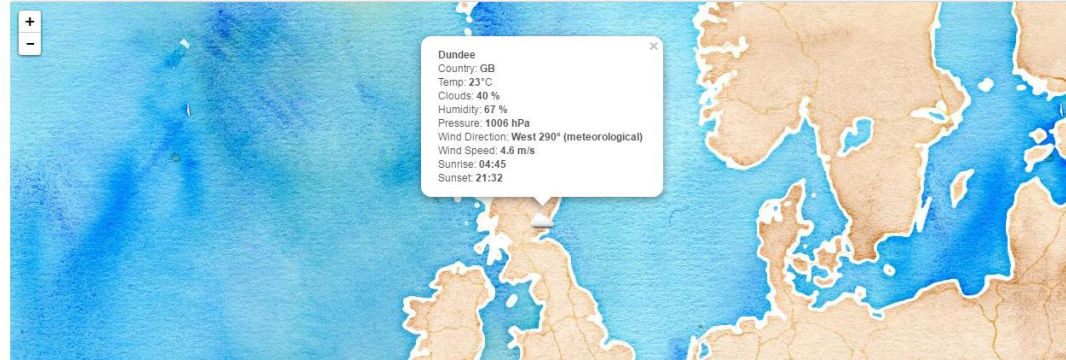 +
−
×
Dundee
Country: GB
Temp: 23°C
Clouds: 40 %
Humidity: 67 %
Pressure: 1006 hPa
Wind Direction: West 290° (meteorological)
Wind Speed: 4.6 m/s
Sunrise: 04:45
Sunset: 21:32